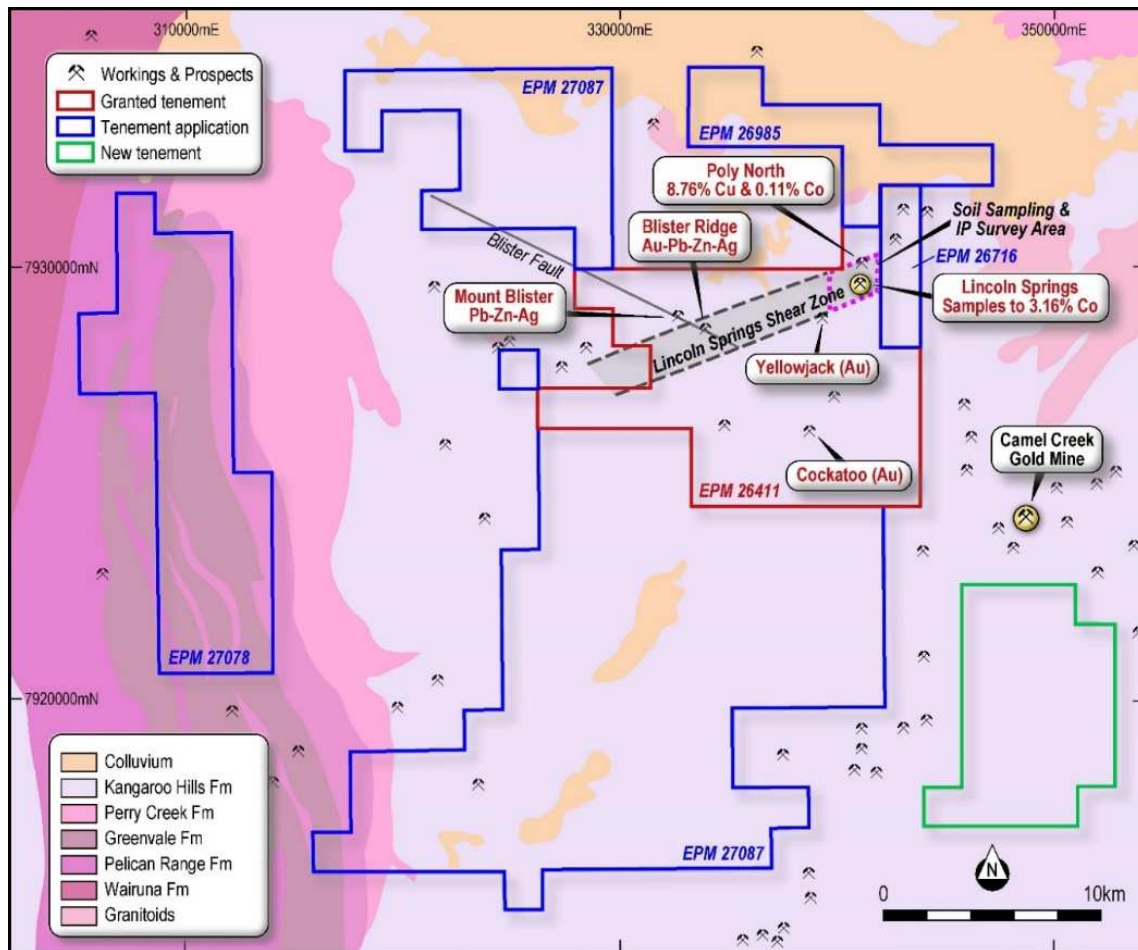 310000mE
330000mE
350000mE
Workings & Prospects
Granted tenement
Tenement application
New tenement
EPM 27087
EPM 26985
Poly North
8.76% Cu & 0.11% Co
Blister Ridge
Au-Pb-Zn-Ag
Soil Sampling &
IP Survey Area
EPM 26716
Blister Fault
7930000mN
Mount Blister
Pb-Zn-Ag
Lincoln Springs Shear Zone
Lincoln Springs
Samples to 3.16% Co
Yellowjack (Au)
Camel Creek
Gold Mine
Cockatoo (Au)
EPM 26411
EPM 27078
7920000mN
Colluvium
Kangaroo Hills Fm
Perry Creek Fm
Greenvale Fm
Pelican Range Fm
Wairuna Fm
Granitoids
EPM 27087
N
0
10km